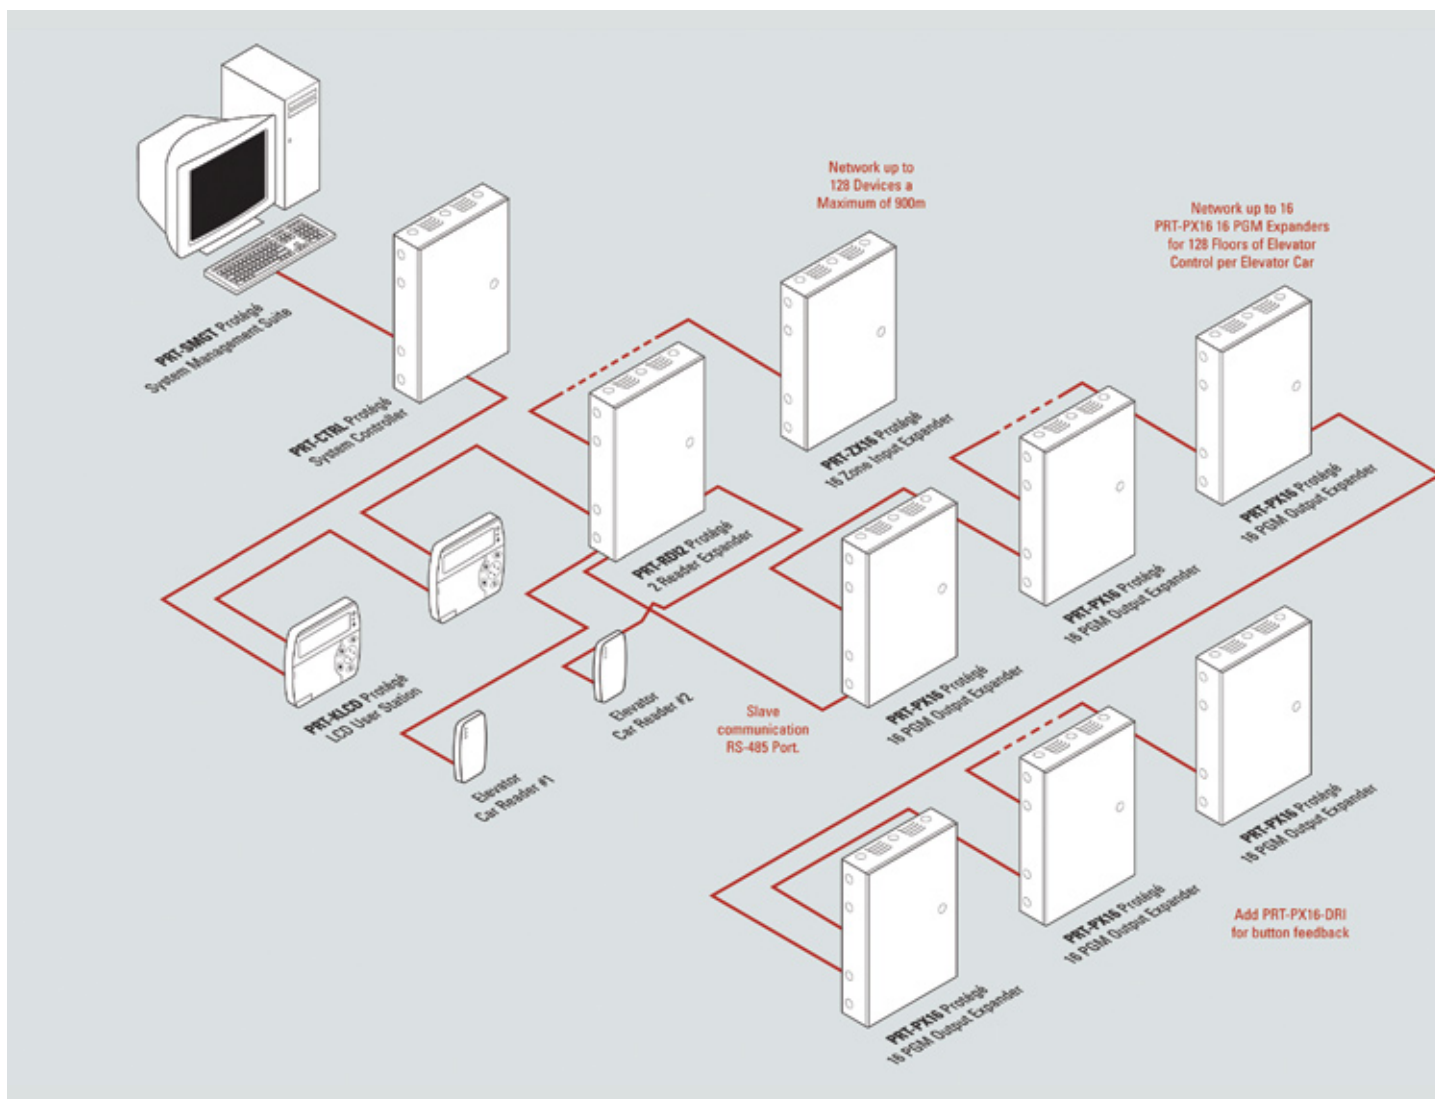 Network up to
128 Devices a
Maximum of 900m
Network up to 16
PRT-PX16 16 PGM Expanders
for 128 Floors of Elevator
Control per Elevator Car
PRT-SMGT Protégé
System Management Suite
PRT-CTRL Protégé
System Controller
PRT-ZX16 Protégé
16 Zone Input Expander
PRT-PX16 Protégé
16 PGM Output Expander
PRT-RDI2 Protégé
2 Reader Expander
PRT-PX16 Protégé
16 PGM Output Expander
PRT-KLCD Protégé
LCD User Station
Elevator
Car Reader #2
Slave
communication
RS-485 Port.
PRT-PX16 Protégé
16 PGM Output Expander
Elevator
Car Reader #1
PRT-PX16 Protégé
16 PGM Output Expander
PRT-PX16 Protégé
16 PGM Output Expander
Add PRT-PX16-DRI
for button feedback
PRT-PX16 Protégé
16 PGM Output Expander